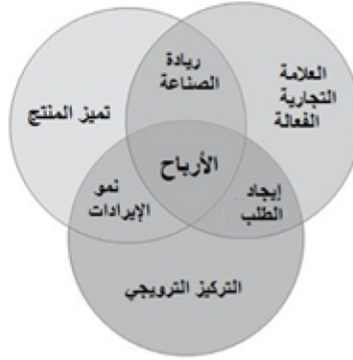 ريادة
الصناعة
العلامة
التجارية
الفعالة
تميز المنتج
الأرباح
إيجاد
الطلب
نمو
الإيرادات
التركيز الترويجي